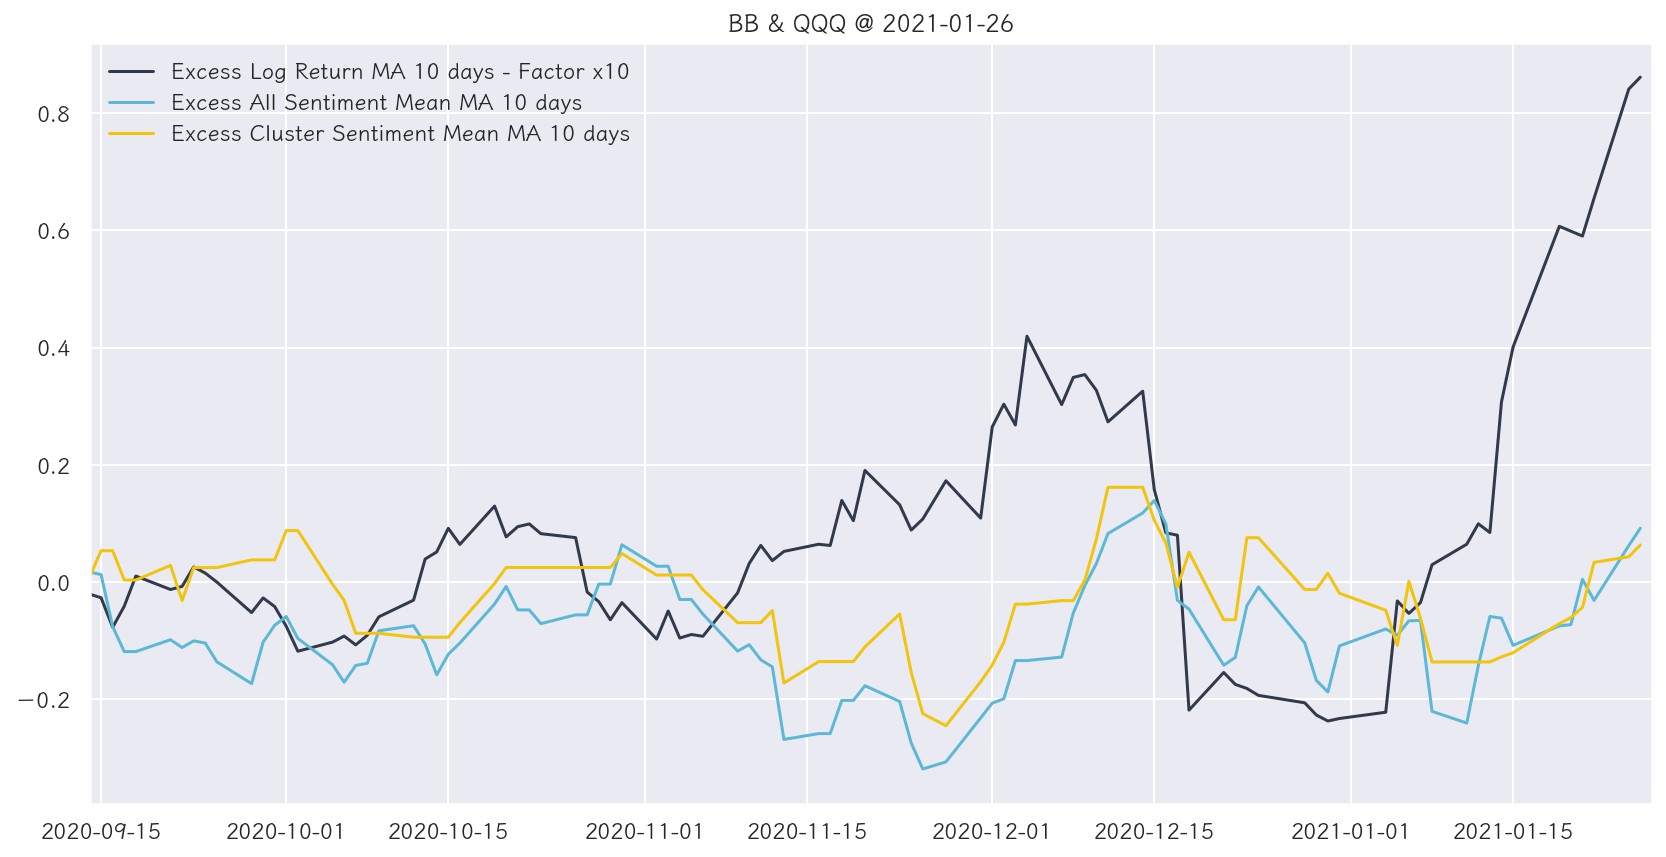 BB & QQQ @ 2021-01-26
Excess Log Return MA 10 days - Factor x10
Excess All Sentiment Mean MA 10 days
Excess Cluster Sentiment Mean MA 10 days
0.8
0.6
0.4
0.2
0.0
−0.2
2020-09-15 2020-10-01 2020-10-15 2020-11-01 2020-11-15 2020-12-01 2020-12-15 2021-01-01 2021-01-15